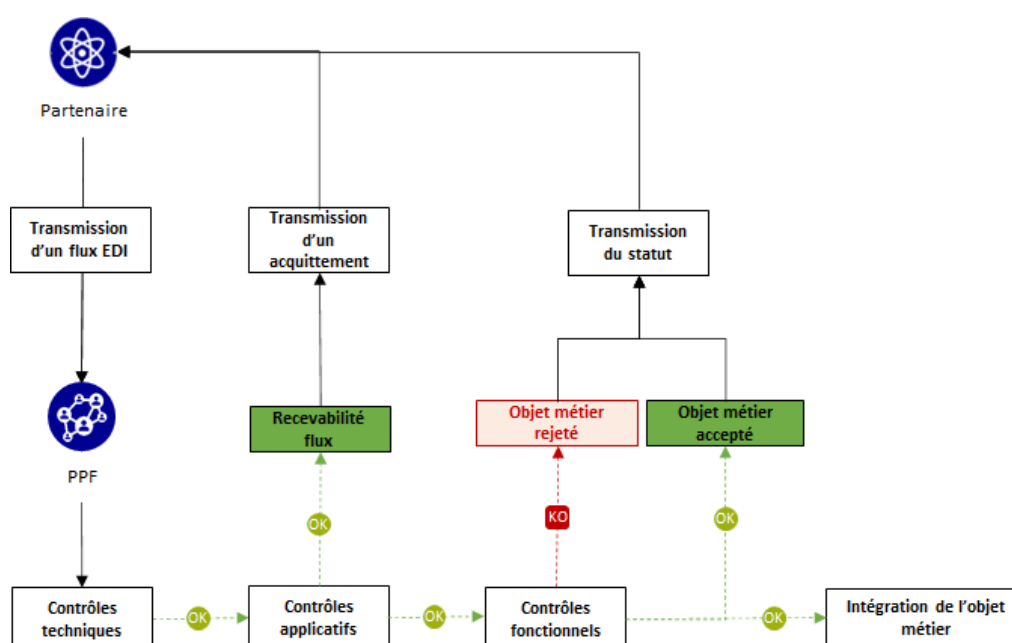 Partenaire
Transmission
d'un flux EDI
Transmission
d'un
acquittement
Transmission
du statut
Recevabilité
flux
Objet métier
rejeté
Objet métier
accepté
PPF
OK
KO
OK
Contrôles
techniques
OK
Contrôles
applicatifs
OK
Contrôles
fonctionnels
OK
Intégration de l'objet
métier